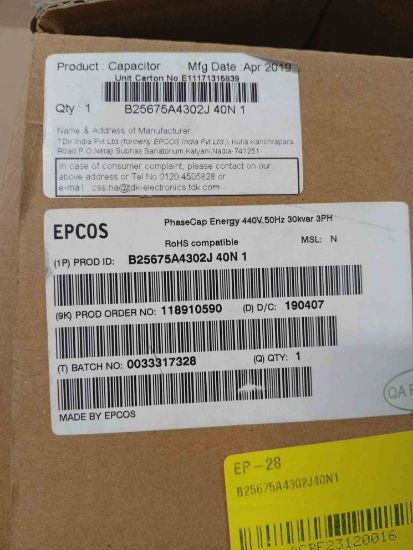 Product : Capacitor Mfg Date : Apr 2019
Unit Carton No E11171315839
Qty : 1 B25675A4302J 40N 1
Name & Address of Manufacturer
TDK India Pvt Ltd (formerly EPCOS India Pvt Ltd.), Kulia Kanchrapara
Road,P.O.Netaji Subhas Sanatorium,Kalyani,Nadia-741251
In case of consumer complaint, please contact on
above address or Tel No 0120-4505828 or
e-mail css.na@tdk-electronics.tdk.com
EPCOS
PhaseCap Energy 440V,50Hz 30kvar 3PH
RoHS compatible MSL: N
(1P) PROD ID: B25675A4302J 40N 1
(9K) PROD ORDER NO: 118910590 (D) D/C: 190407
(T) BATCH NO: 0033317328 (Q) QTY: 1
MADE BY EPCOS
QA
EP-28
B25675A4302J40N1
23120016